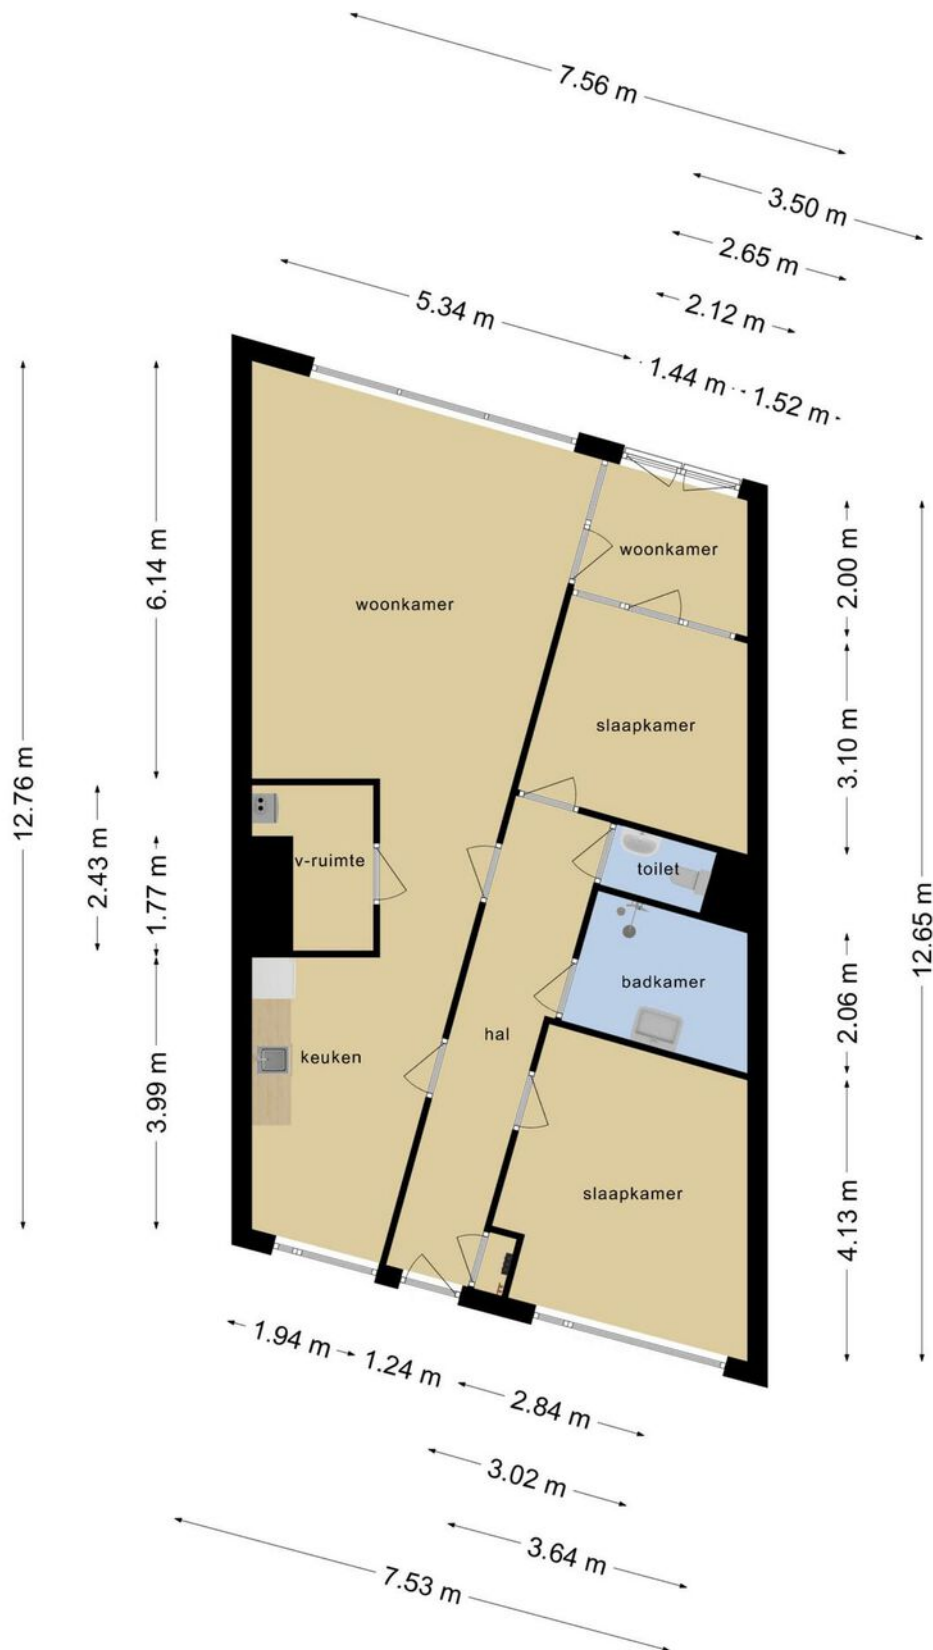 7.56 m
3.50 m
2.65 m
2.12 m
5.34 m
1.44 m
1.52 m
woonkamer
woonkamer
6.14 m
2.00 m
slaapkamer
3.10 m
12.76 m
12.65 m
2.43 m
1.77 m
v-ruimte
toilet
badkamer
2.06 m
hal
keuken
3.99 m
slaapkamer
4.13 m
1.94 m
1.24 m
2.84 m
3.02 m
3.64 m
7.53 m